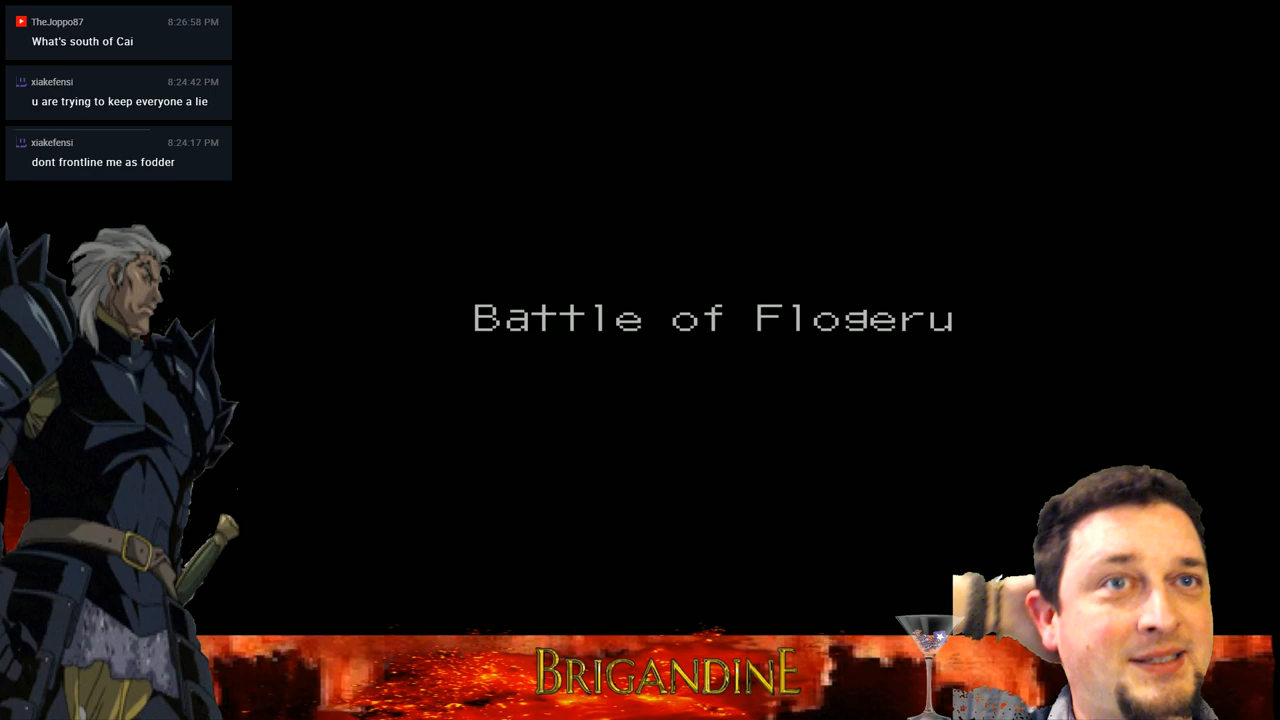 TheJoppo87 8:26:58 PM
What's south of Cai
xiakefensi 8:24:42 PM
u are trying to keep everyone a lie
xiakefensi 8:24:17 PM
dont frontline me as fodder
Battle of Flogeru
BRIGANDINE